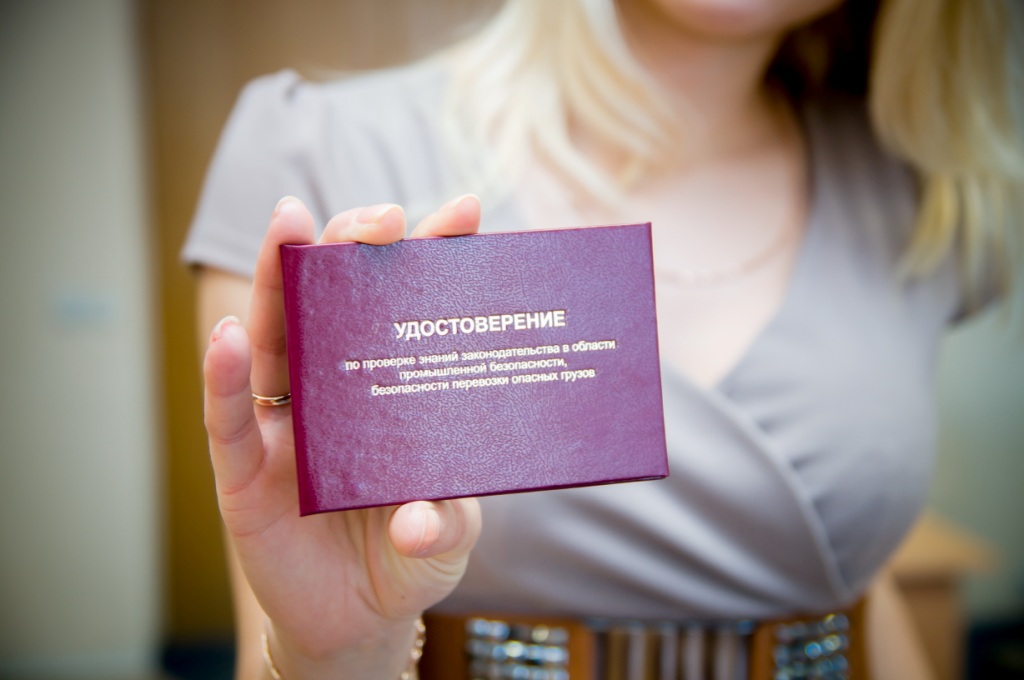 УДОСТОВЕРЕНИЕ
по проверке знаний законодательства в области
промышленной безопасности,
безопасности перевозки опасных грузов